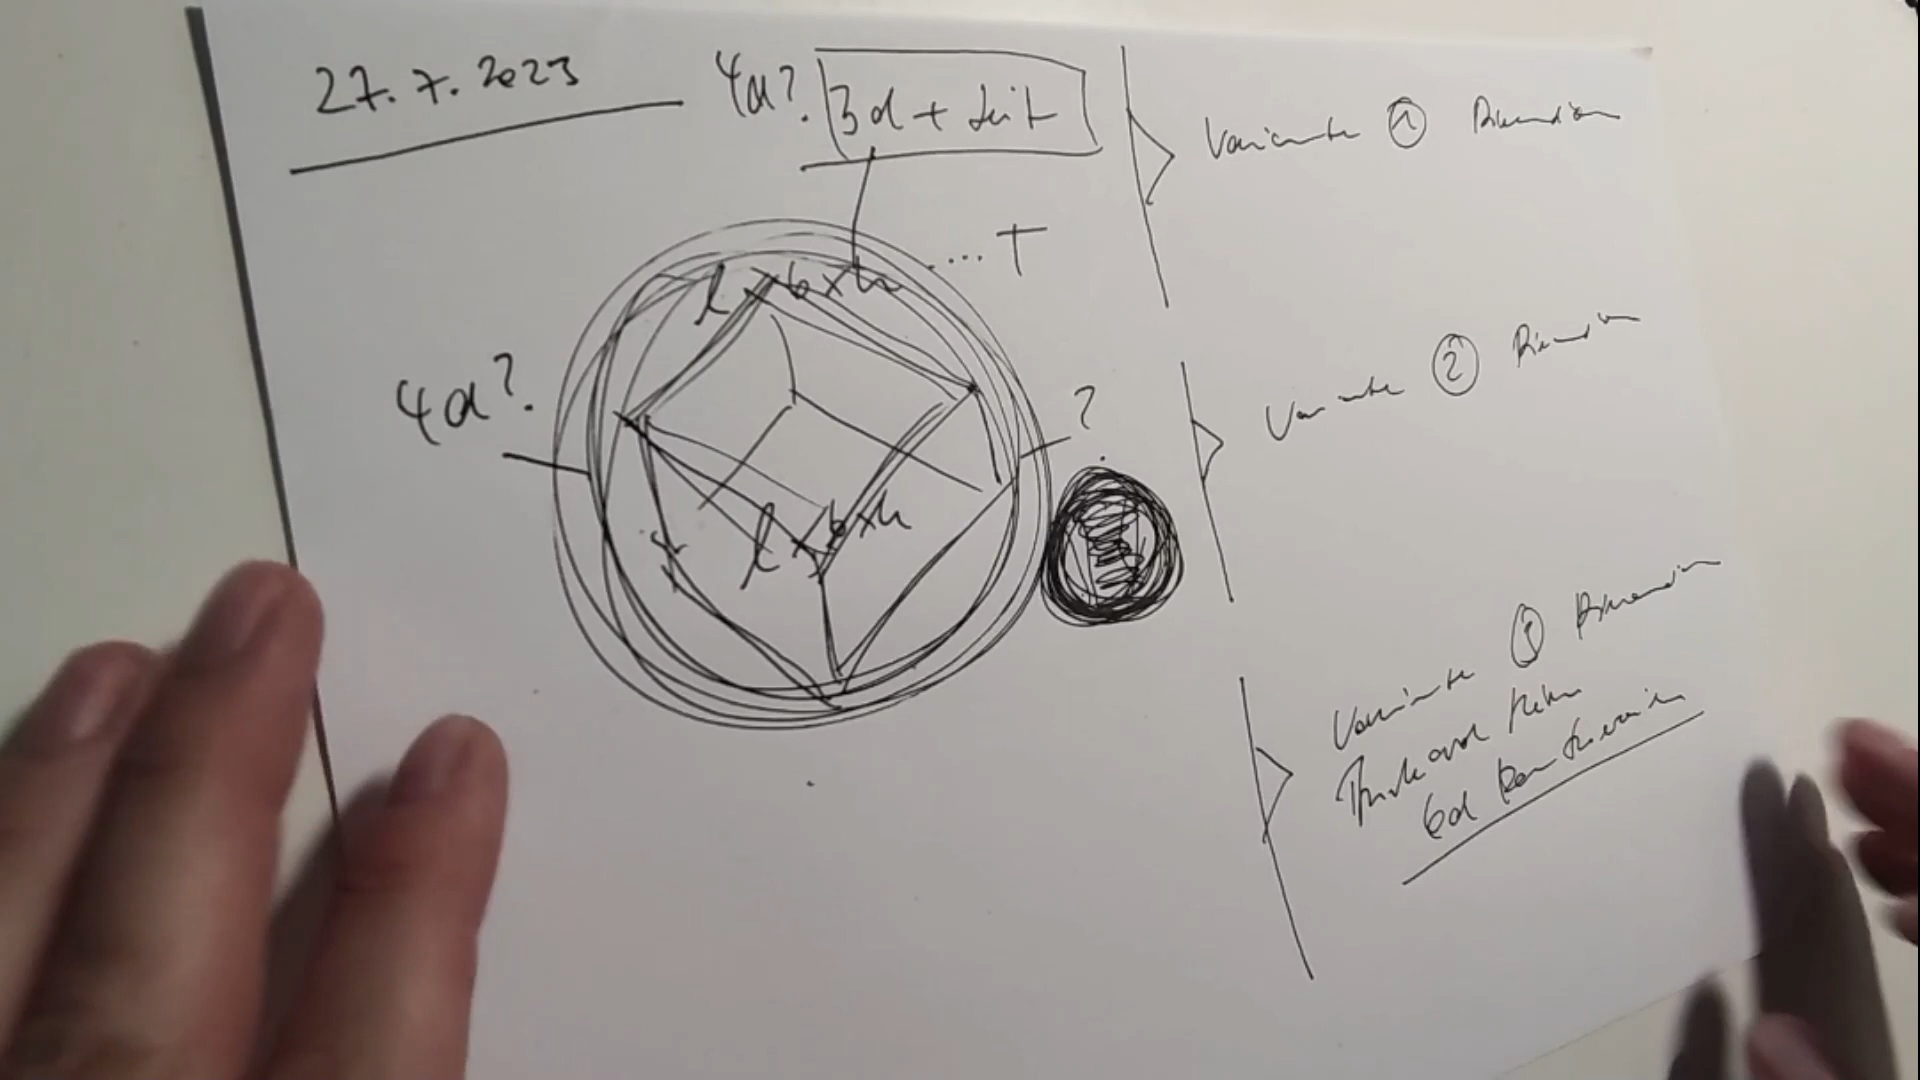 27.7.2023
4d? 3d + Zeit
.... T
l x b x h
4d?
?
l x b x h
Variante ① Dimension
Variante ② Dimension
Variante ③ Dimension
6d